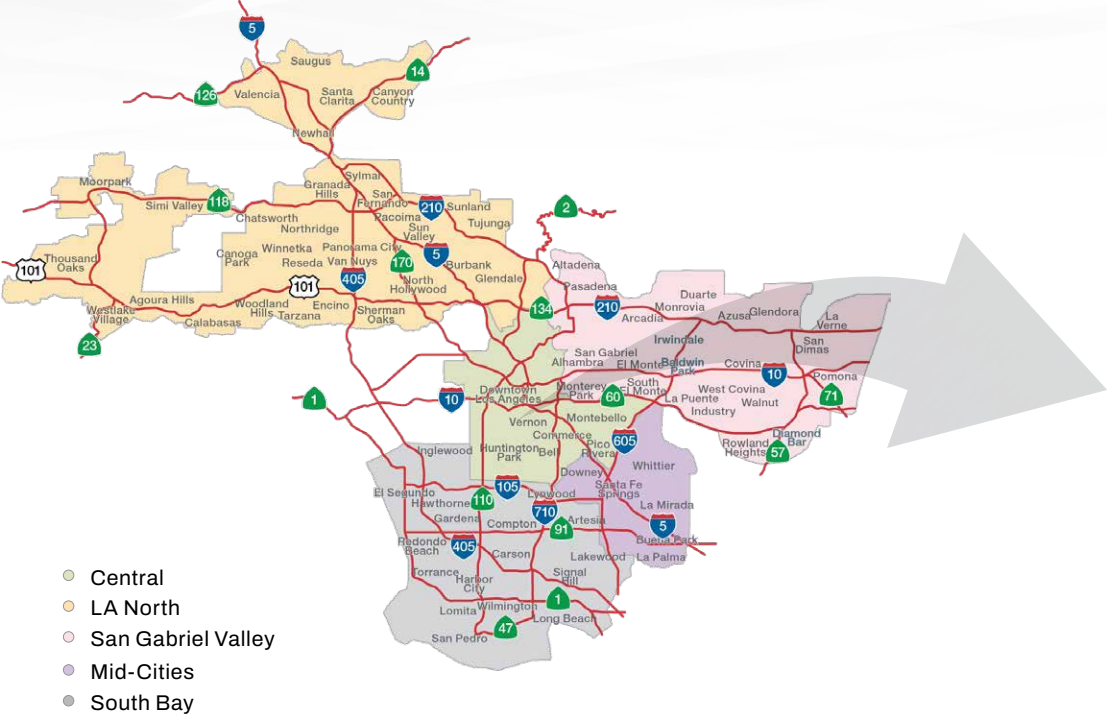 5
Saugus
14
126
Valencia
Santa
Clarita
Canyon
Country
Newhall
Moorpark
Sylmar
Granada
Hills
San
Fernando
Simi Valley
118
210
Sunland
2
Chatsworth
Pacoima
Tujunga
Northridge
Sun
Valley
Winnetka
Panorama City
Canoga
Park
5
Thousand
Oaks
101
Reseda
Van Nuys
170
Burbank
Altadena
405
North
Hollywood
Glendale
Pasadena
101
Agoura Hills
Woodland
Hills
Encino
134
210
Duarte
Monrovia
Westlake
Village
Tarzana
Sherman
Oaks
Arcadia
Azusa
Glendora
La
Verne
Calabasas
23
Irwindale
San
Dimas
San Gabriel
Alhambra
El Monte
Baldwin
Park
Covina
10
Pomona
Downtown
Los Angeles
Monterey
Park
South
El Monte
West Covina
71
1
10
60
La Puente
Walnut
Industry
Vernon
Montebello
Commerce
605
Diamond
Bar
Inglewood
Huntington
Park
Bell
Pico
Rivera
Rowland
Heights
57
Whittier
Downey
El Segundo
105
Santa Fe
Springs
Hawthorne
110
Lynwood
La Mirada
Gardena
710
Compton
91
Artesia
5
Redondo
Beach
405
Buena Park
Carson
Lakewood
La Palma
Torrance
Harbor
City
Signal
Hill
Lomita
Wilmington
1
Long Beach
47
San Pedro
Central
LA North
San Gabriel Valley
Mid-Cities
South Bay